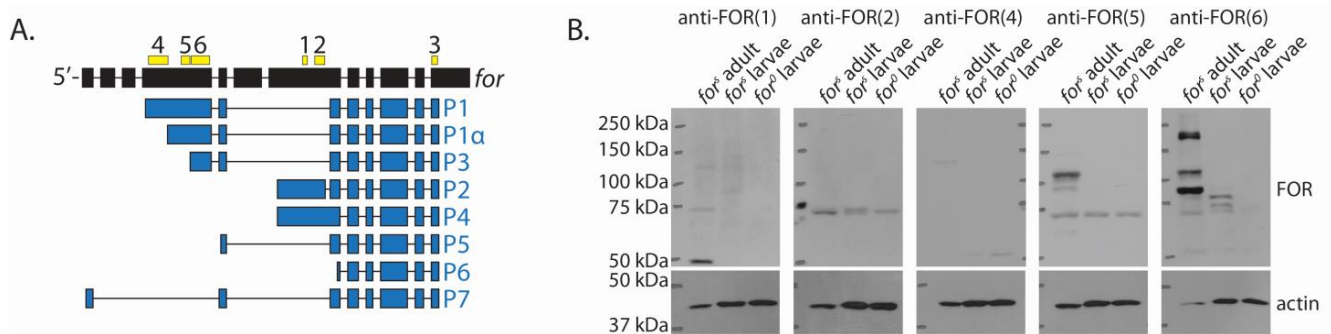 A.
4 56 12 3
5′- for
P1
P1α
P3
P2
P4
P5
P6
P7
B.
anti-FOR(1) anti-FOR(2) anti-FOR(4) anti-FOR(5) anti-FOR(6)
forˢ adult forˢ larvae for⁰ larvae forˢ adult forˢ larvae for⁰ larvae forˢ adult forˢ larvae for⁰ larvae forˢ adult forˢ larvae for⁰ larvae forˢ adult forˢ larvae for⁰ larvae
250 kDa
150 kDa
100 kDa
75 kDa
50 kDa
FOR
50 kDa
37 kDa
actin